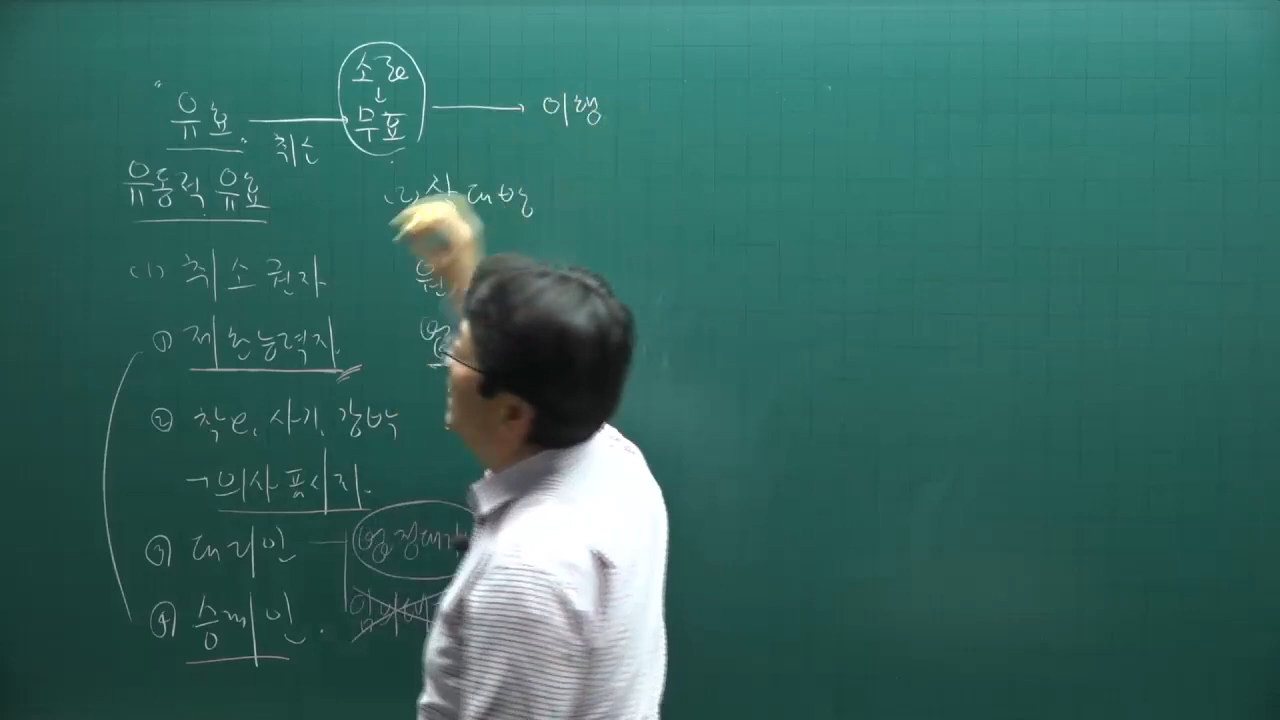 소급
↓
유효 ──취소──→ 무효 ──→ 이행
유동적 유효
(1) 취소권자
① 제한능력자
② 착오, 사기, 강박
ㄱ의사표시자
③ 대리인
④ 승계인
(2) 상대방